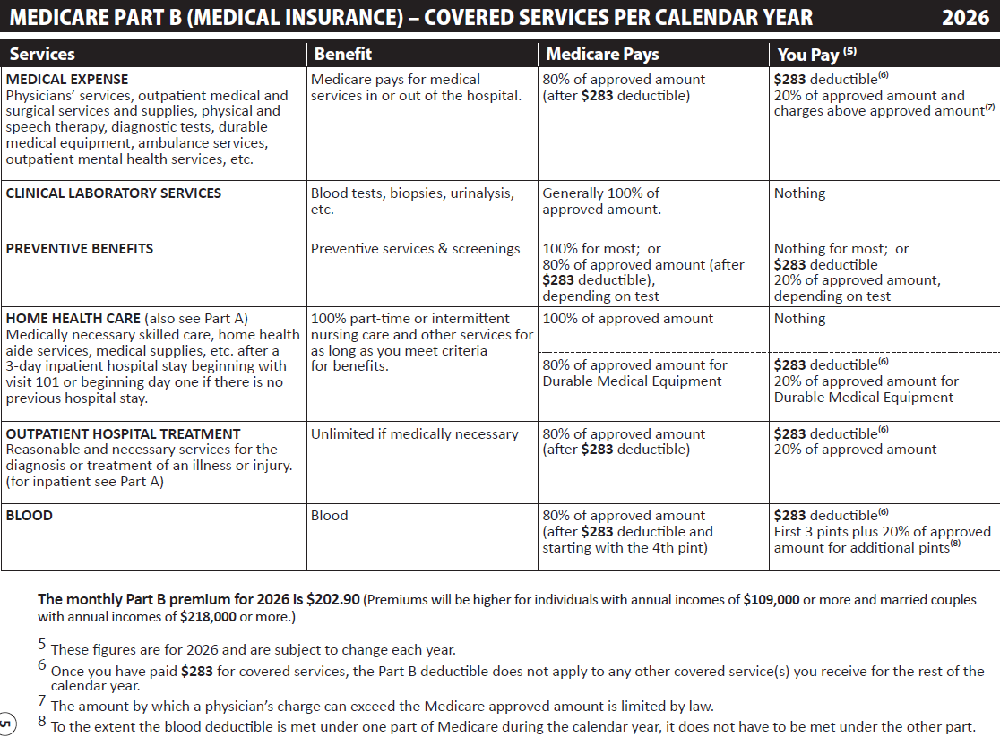 MEDICARE PART B (MEDICAL INSURANCE) – COVERED SERVICES PER CALENDAR YEAR 2026
Services Benefit Medicare Pays You Pay (5)
MEDICAL EXPENSE
Physicians' services, outpatient medical and
surgical services and supplies, physical and
speech therapy, diagnostic tests, durable
medical equipment, ambulance services,
outpatient mental health services, etc.
Medicare pays for medical
services in or out of the hospital.
80% of approved amount
(after $283 deductible)
$283 deductible(6)
20% of approved amount and
charges above approved amount(7)
CLINICAL LABORATORY SERVICES
Blood tests, biopsies, urinalysis,
etc.
Generally 100% of
approved amount.
Nothing
PREVENTIVE BENEFITS
Preventive services & screenings
100% for most; or
80% of approved amount (after
$283 deductible),
depending on test
Nothing for most; or
$283 deductible
20% of approved amount,
depending on test
HOME HEALTH CARE (also see Part A)
Medically necessary skilled care, home health
aide services, medical supplies, etc. after a
3-day inpatient hospital stay beginning with
visit 101 or beginning day one if there is no
previous hospital stay.
100% part-time or intermittent
nursing care and other services for
as long as you meet criteria
for benefits.
100% of approved amount
Nothing
80% of approved amount for
Durable Medical Equipment
$283 deductible(6)
20% of approved amount for
Durable Medical Equipment
OUTPATIENT HOSPITAL TREATMENT
Reasonable and necessary services for the
diagnosis or treatment of an illness or injury.
(for inpatient see Part A)
Unlimited if medically necessary
80% of approved amount
(after $283 deductible)
$283 deductible(6)
20% of approved amount
BLOOD
Blood
80% of approved amount
(after $283 deductible and
starting with the 4th pint)
$283 deductible(6)
First 3 pints plus 20% of approved
amount for additional pints(8)
The monthly Part B premium for 2026 is $202.90 (Premiums will be higher for individuals with annual incomes of $109,000 or more and married couples
with annual incomes of $218,000 or more.)
5 These figures are for 2026 and are subject to change each year.
6 Once you have paid $283 for covered services, the Part B deductible does not apply to any other covered service(s) you receive for the rest of the
calendar year.
7 The amount by which a physician's charge can exceed the Medicare approved amount is limited by law.
8 To the extent the blood deductible is met under one part of Medicare during the calendar year, it does not have to be met under the other part.
5